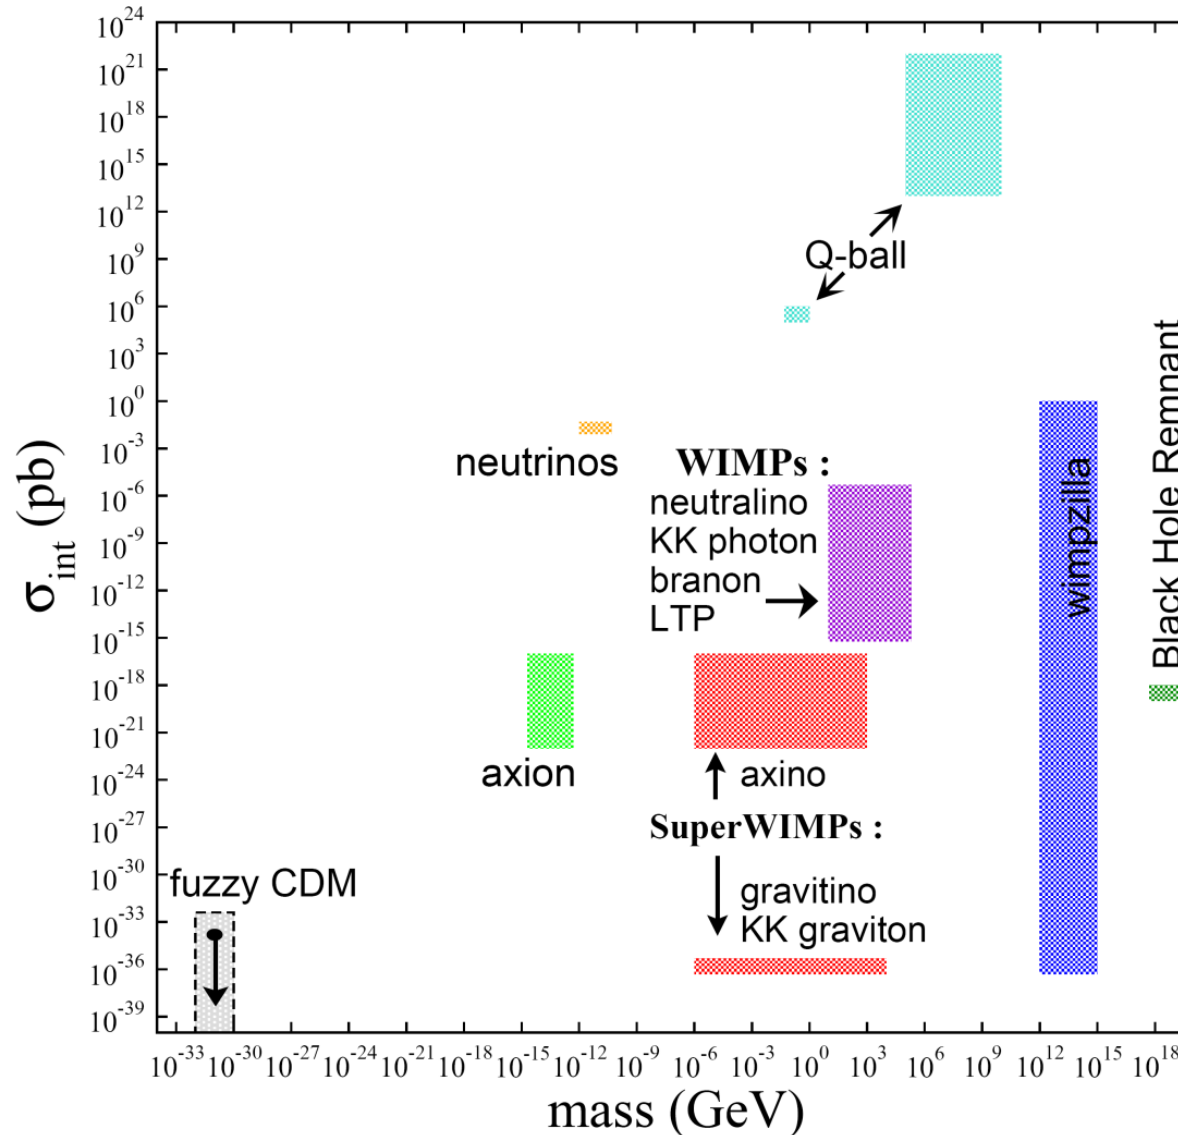 10^24
10^21
10^18
10^15
10^12
10^9
10^6
10^3
10^0
10^-3
10^-6
10^-9
10^-12
10^-15
10^-18
10^-21
10^-24
10^-27
10^-30
10^-33
10^-36
10^-39
σ_int (pb)
Q-ball
neutrinos
WIMPs :
neutralino
KK photon
branon
LTP
wimpzilla
Black Hole Remnant
axion
axino
SuperWIMPs :
gravitino
KK graviton
fuzzy CDM
10^-33 10^-30 10^-27 10^-24 10^-21 10^-18 10^-15 10^-12 10^-9 10^-6 10^-3 10^0 10^3 10^6 10^9 10^12 10^15 10^18
mass (GeV)